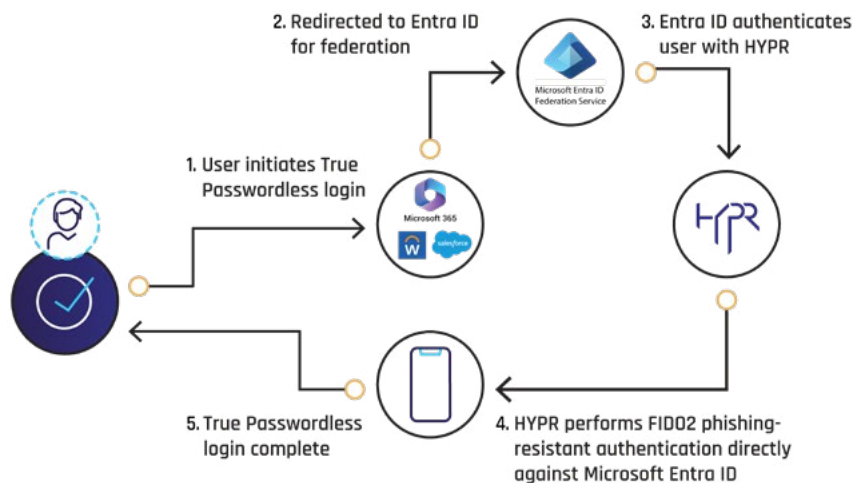 2. Redirected to Entra ID
for federation
3. Entra ID authenticates
user with HYPR
Microsoft Entra ID
Federation Service
1. User initiates True
Passwordless login
Microsoft 365
W
salesforce
HYPR
5. True Passwordless
login complete
4. HYPR performs FIDO2 phishing-
resistant authentication directly
against Microsoft Entra ID